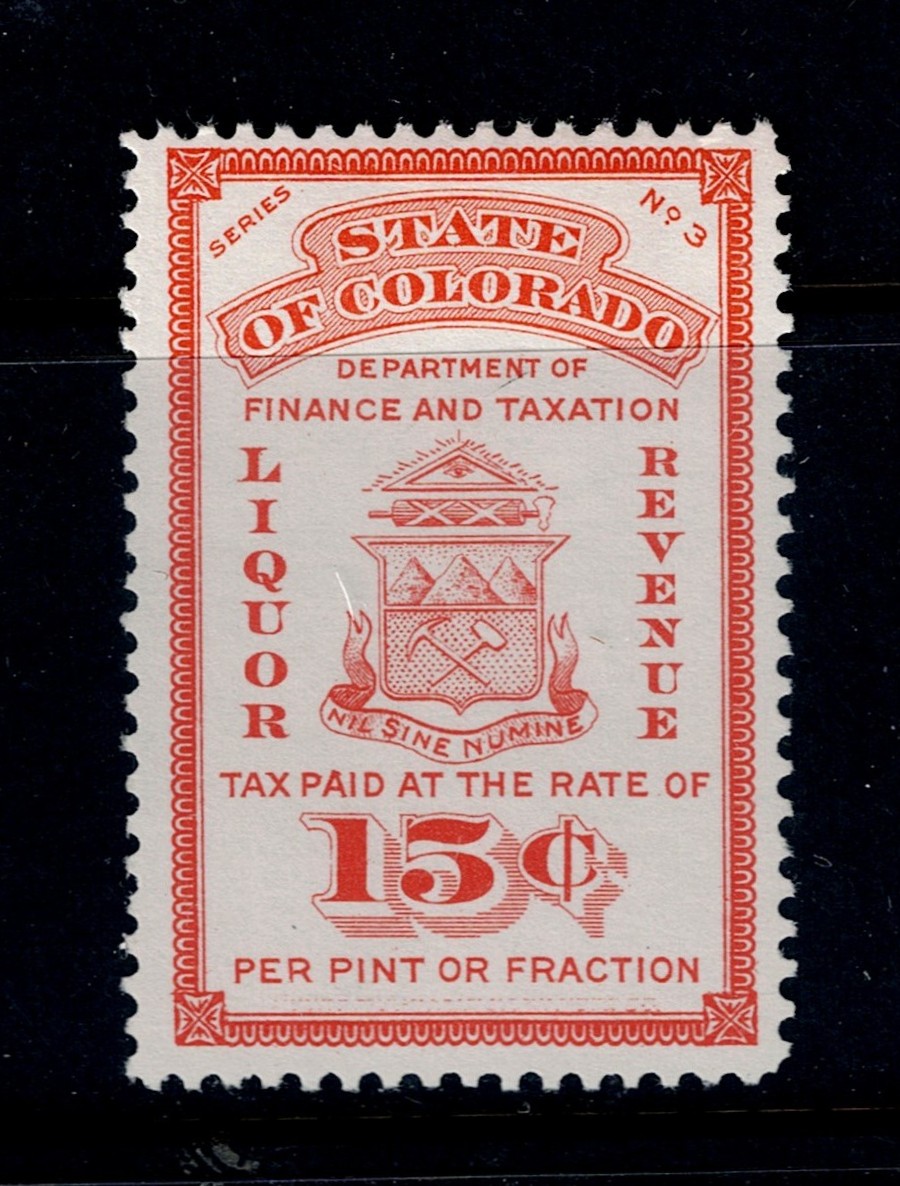 SERIES
No 3
STATE
OF COLORADO
DEPARTMENT OF
FINANCE AND TAXATION
LIQUOR
REVENUE
NIL SINE NUMINE
TAX PAID AT THE RATE OF
15¢
PER PINT OR FRACTION